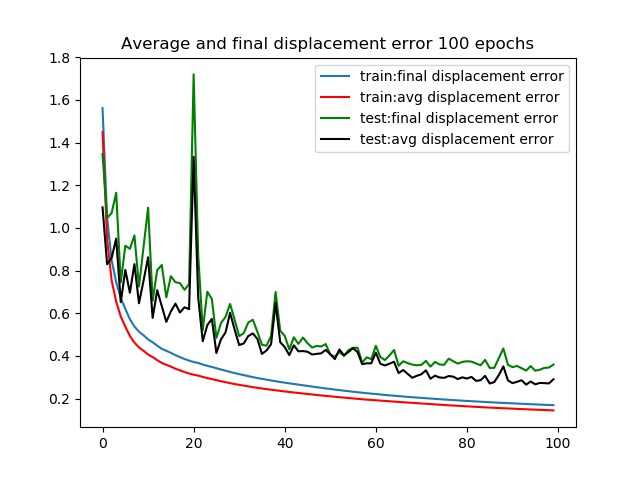 Average and final displacement error 100 epochs
train:final displacement error
train:avg displacement error
test:final displacement error
test:avg displacement error
1.8
1.6
1.4
1.2
1.0
0.8
0.6
0.4
0.2
0 20 40 60 80 100